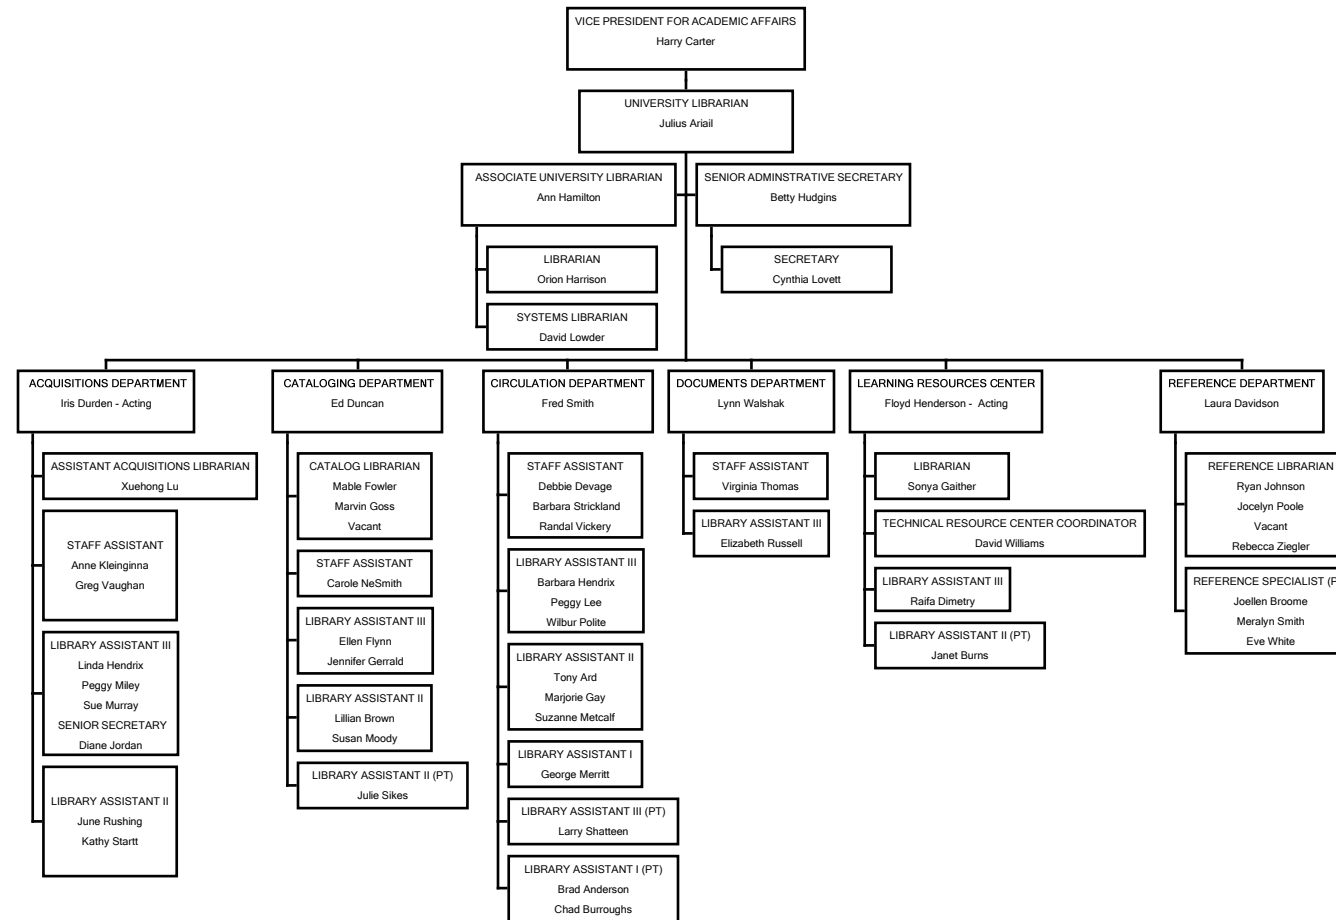 VICE PRESIDENT FOR ACADEMIC AFFAIRS
Harry Carter
UNIVERSITY LIBRARIAN
Julius Ariail
ASSOCIATE UNIVERSITY LIBRARIAN
Ann Hamilton
SENIOR ADMINSTRATIVE SECRETARY
Betty Hudgins
LIBRARIAN
Orion Harrison
SECRETARY
Cynthia Lovett
SYSTEMS LIBRARIAN
David Lowder
ACQUISITIONS DEPARTMENT
Iris Durden - Acting
ASSISTANT ACQUISITIONS LIBRARIAN
Xuehong Lu
STAFF ASSISTANT
Anne Kleinginna
Greg Vaughan
LIBRARY ASSISTANT III
Linda Hendrix
Peggy Miley
Sue Murray
SENIOR SECRETARY
Diane Jordan
LIBRARY ASSISTANT II
June Rushing
Kathy Startt
CATALOGING DEPARTMENT
Ed Duncan
CATALOG LIBRARIAN
Mable Fowler
Marvin Goss
Vacant
STAFF ASSISTANT
Carole NeSmith
LIBRARY ASSISTANT III
Ellen Flynn
Jennifer Gerrald
LIBRARY ASSISTANT II
Lillian Brown
Susan Moody
LIBRARY ASSISTANT II (PT)
Julie Sikes
CIRCULATION DEPARTMENT
Fred Smith
STAFF ASSISTANT
Debbie Devage
Barbara Strickland
Randal Vickery
LIBRARY ASSISTANT III
Barbara Hendrix
Peggy Lee
Wilbur Polite
LIBRARY ASSISTANT II
Tony Ard
Marjorie Gay
Suzanne Metcalf
LIBRARY ASSISTANT I
George Merritt
LIBRARY ASSISTANT III (PT)
Larry Shatteen
LIBRARY ASSISTANT I (PT)
Brad Anderson
Chad Burroughs
DOCUMENTS DEPARTMENT
Lynn Walshak
STAFF ASSISTANT
Virginia Thomas
LIBRARY ASSISTANT III
Elizabeth Russell
LEARNING RESOURCES CENTER
Floyd Henderson - Acting
LIBRARIAN
Sonya Gaither
TECHNICAL RESOURCE CENTER COORDINATOR
David Williams
LIBRARY ASSISTANT III
Raifa Dimetry
LIBRARY ASSISTANT II (PT)
Janet Burns
REFERENCE DEPARTMENT
Laura Davidson
REFERENCE LIBRARIAN
Ryan Johnson
Jocelyn Poole
Vacant
Rebecca Ziegler
REFERENCE SPECIALIST
Joellen Broome
Meralyn Smith
Eve White